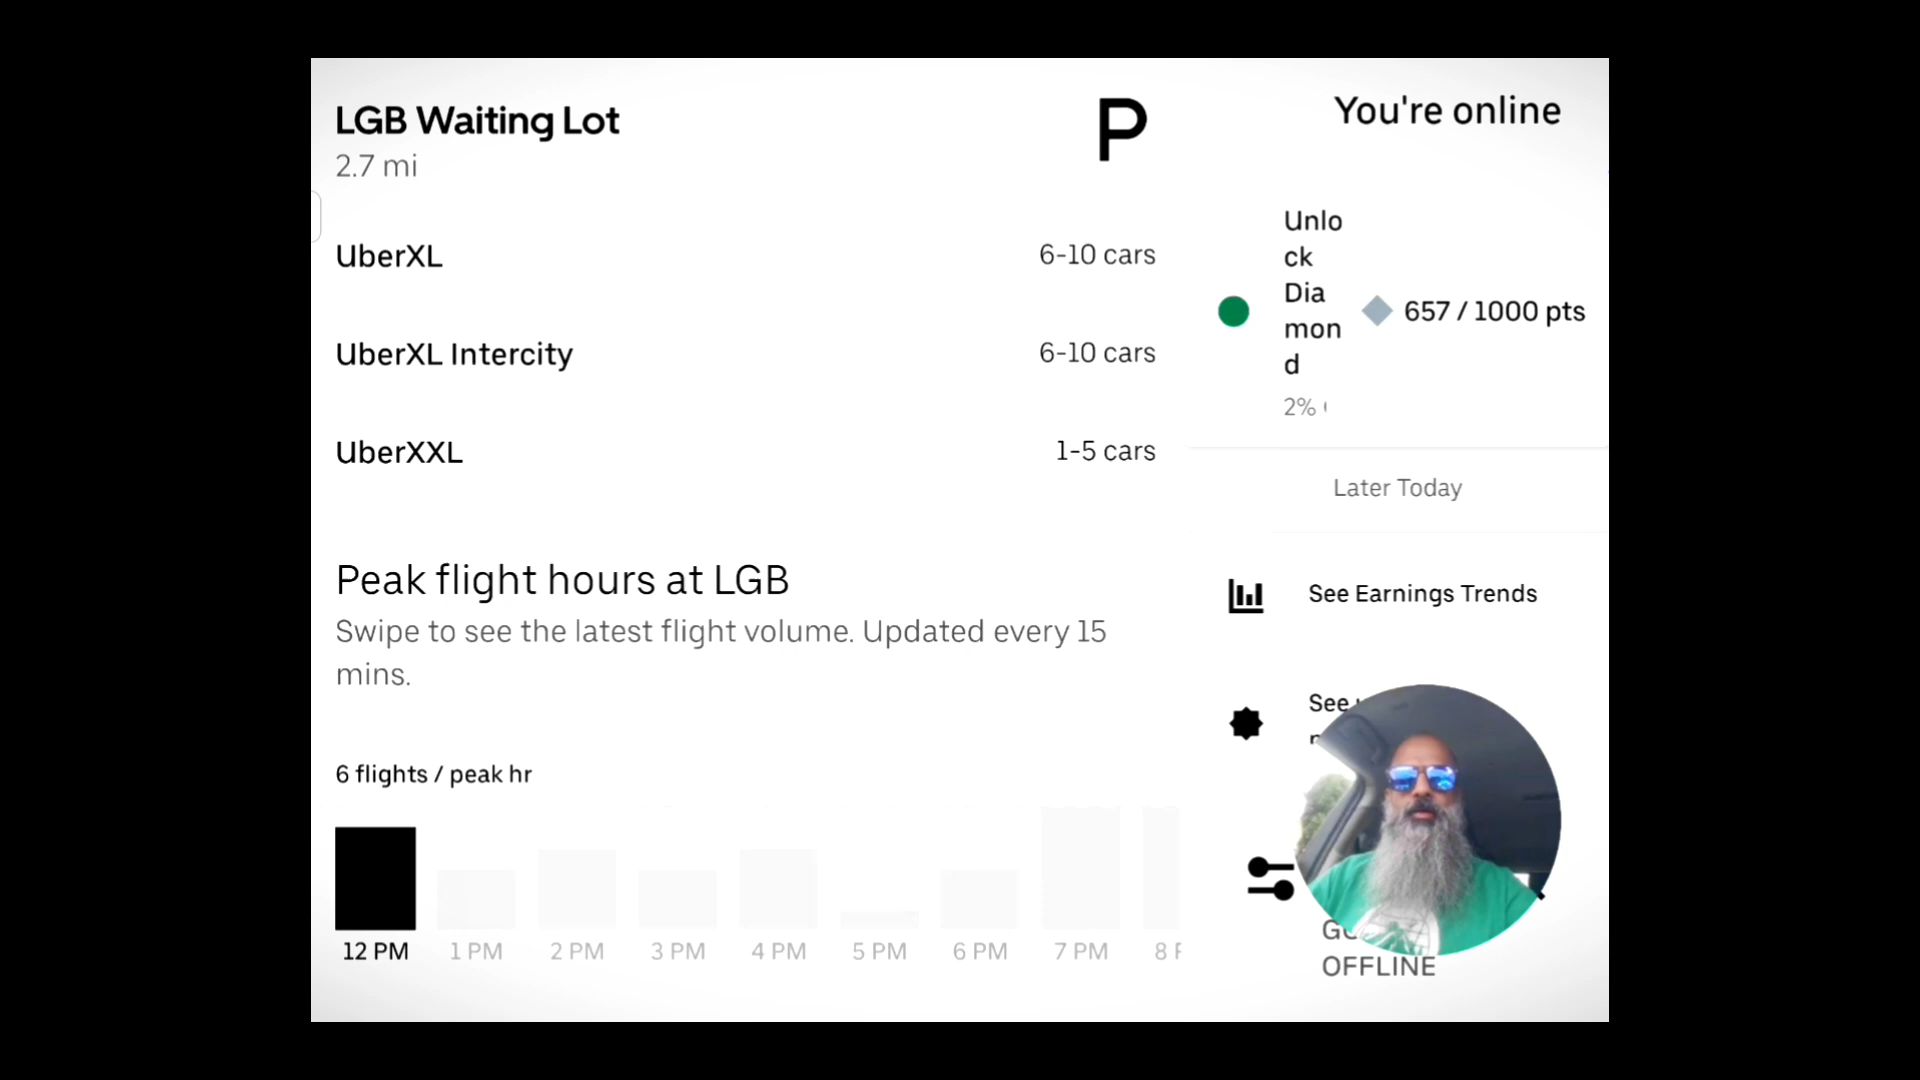 LGB Waiting Lot
2.7 mi
P
UberXL 6-10 cars
UberXL Intercity 6-10 cars
UberXXL 1-5 cars
Peak flight hours at LGB
Swipe to see the latest flight volume. Updated every 15
mins.
6 flights / peak hr
12 PM 1 PM 2 PM 3 PM 4 PM 5 PM 6 PM 7 PM 8
You're online
Unlo
ck
Dia
mon
d
657 / 1000 pts
2%
Later Today
See Earnings Trends
See
OFFLINE